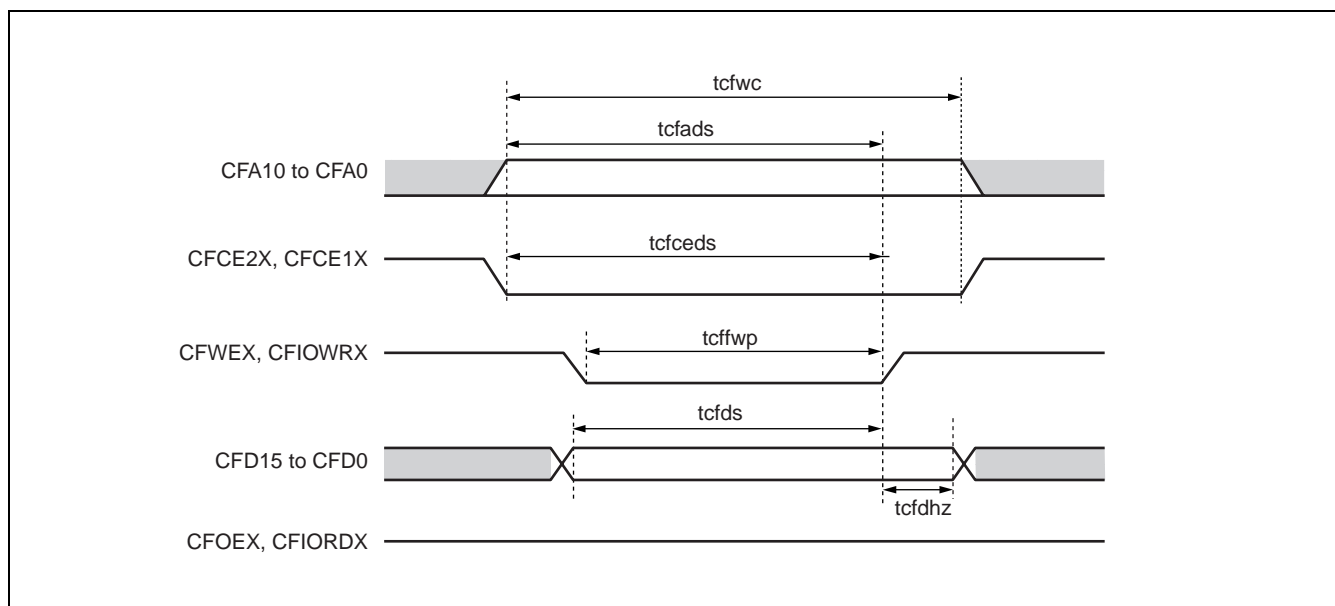 tcfwc
tcfads
CFA10 to CFA0
tcfceds
CFCE2X, CFCE1X
tcffwp
CFWEX, CFIOWRX
tcfds
CFD15 to CFD0
tcfdhz
CFOEX, CFIORDX